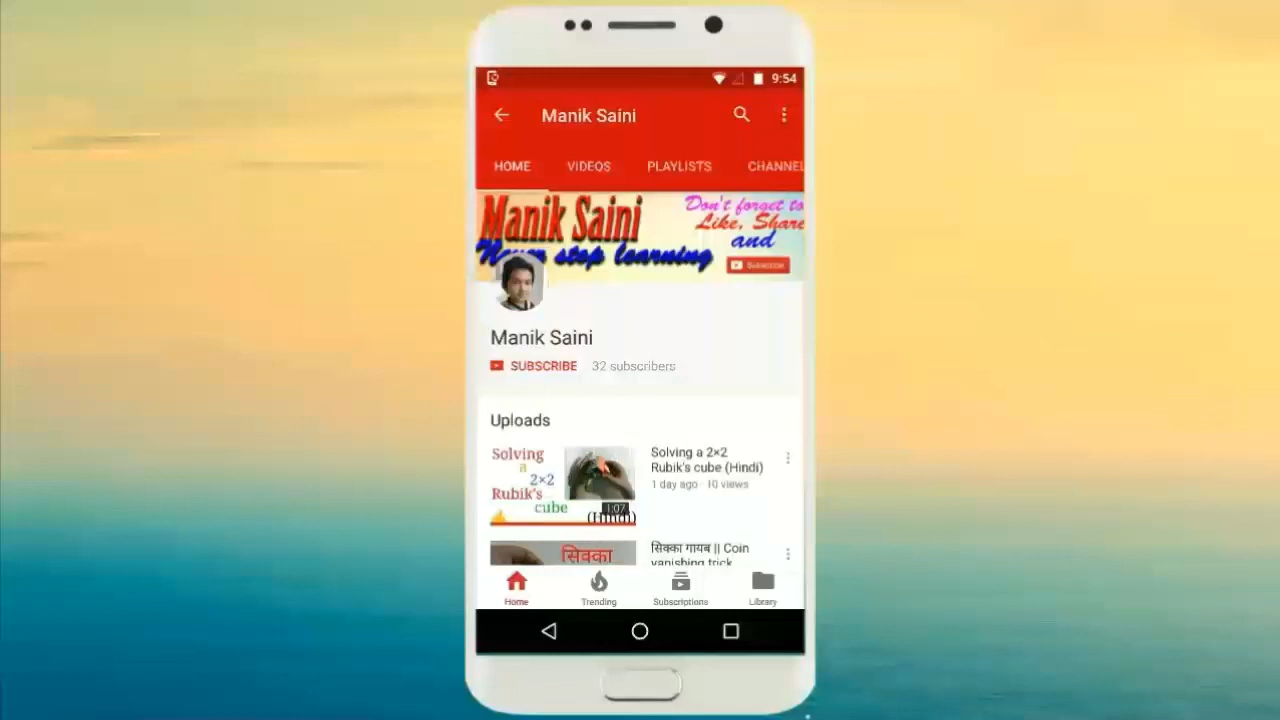 9:54
Manik Saini
HOME VIDEOS PLAYLISTS CHANNEL
Manik Saini
Never stop learning
Don't forget to
Like, Share
and
Subscribe
Manik Saini
SUBSCRIBE 32 subscribers
Uploads
Solving
a
2×2
Rubik's
cube
(Hindi)
1:07
Solving a 2×2
Rubik's cube (Hindi)
1 day ago · 10 views
सिक्का
सिक्का गायब || Coin
vanishing trick
Home Trending Subscriptions Library